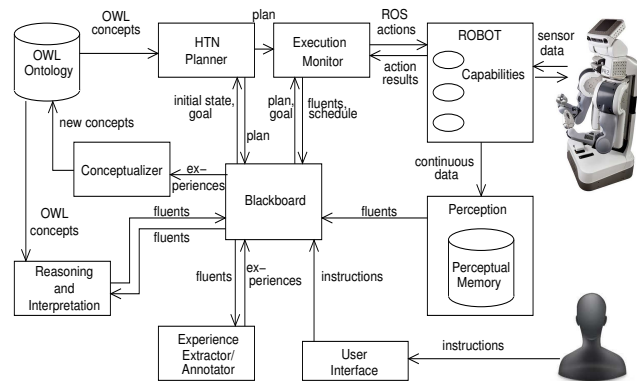 OWL
Ontology
OWL
concepts
HTN
Planner
plan
Execution
Monitor
ROS
actions
action
results
ROBOT
Capabilities
sensor
data
initial state,
goal
plan
plan,
goal
fluents,
schedule
new concepts
Conceptualizer
ex–
periences
Blackboard
continuous
data
Perception
Perceptual
Memory
fluents
OWL
concepts
fluents
fluents
Reasoning
and
Interpretation
fluents
ex–
periences
instructions
Experience
Extractor/
Annotator
User
Interface
instructions